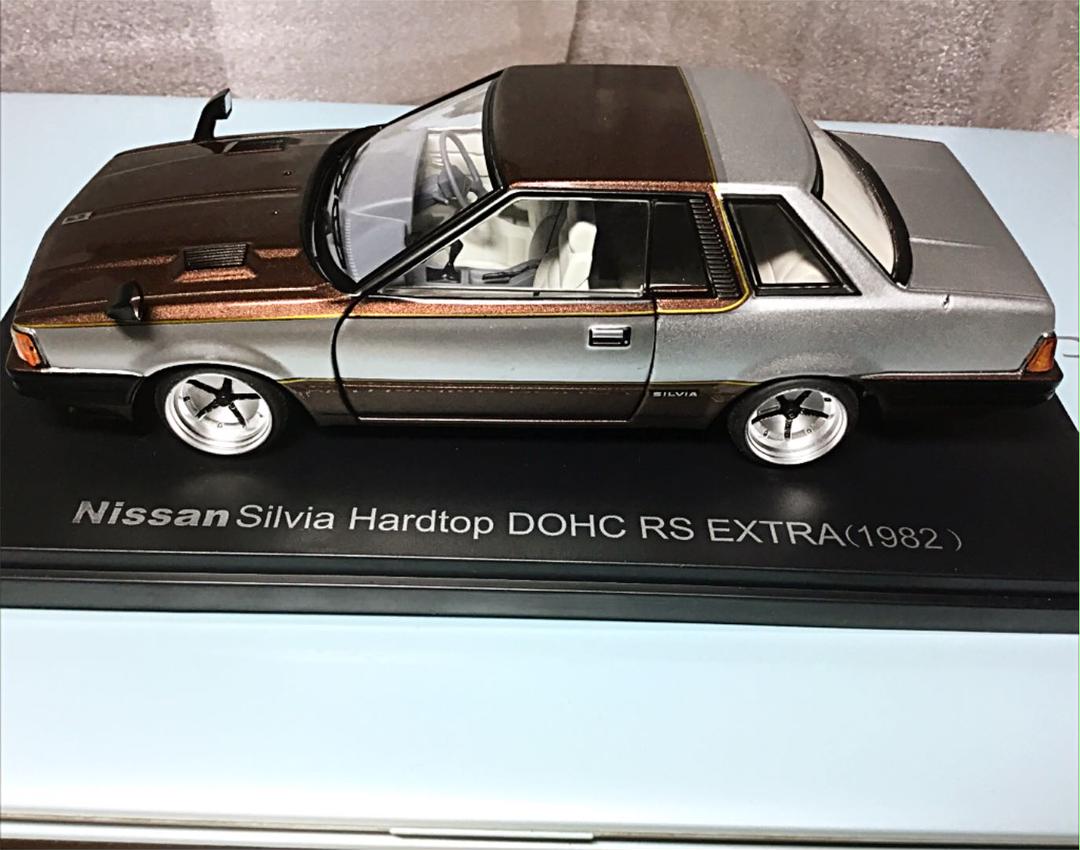 SILVIA
Nissan Silvia Hardtop DOHC RS EXTRA(1982)